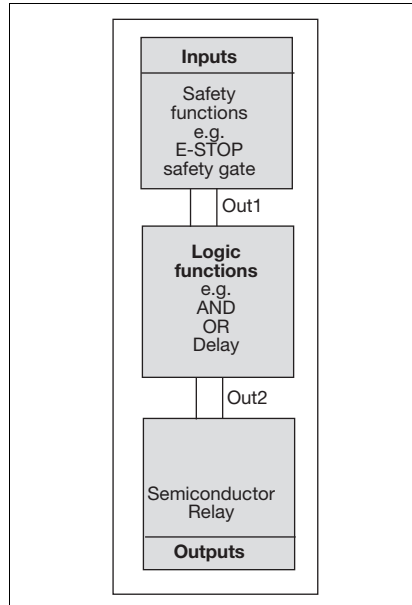 Inputs
Safety
functions
e.g.
E-STOP
safety gate
Out1
Logic
functions
e.g.
AND
OR
Delay
Out2
Semiconductor
Relay
Outputs